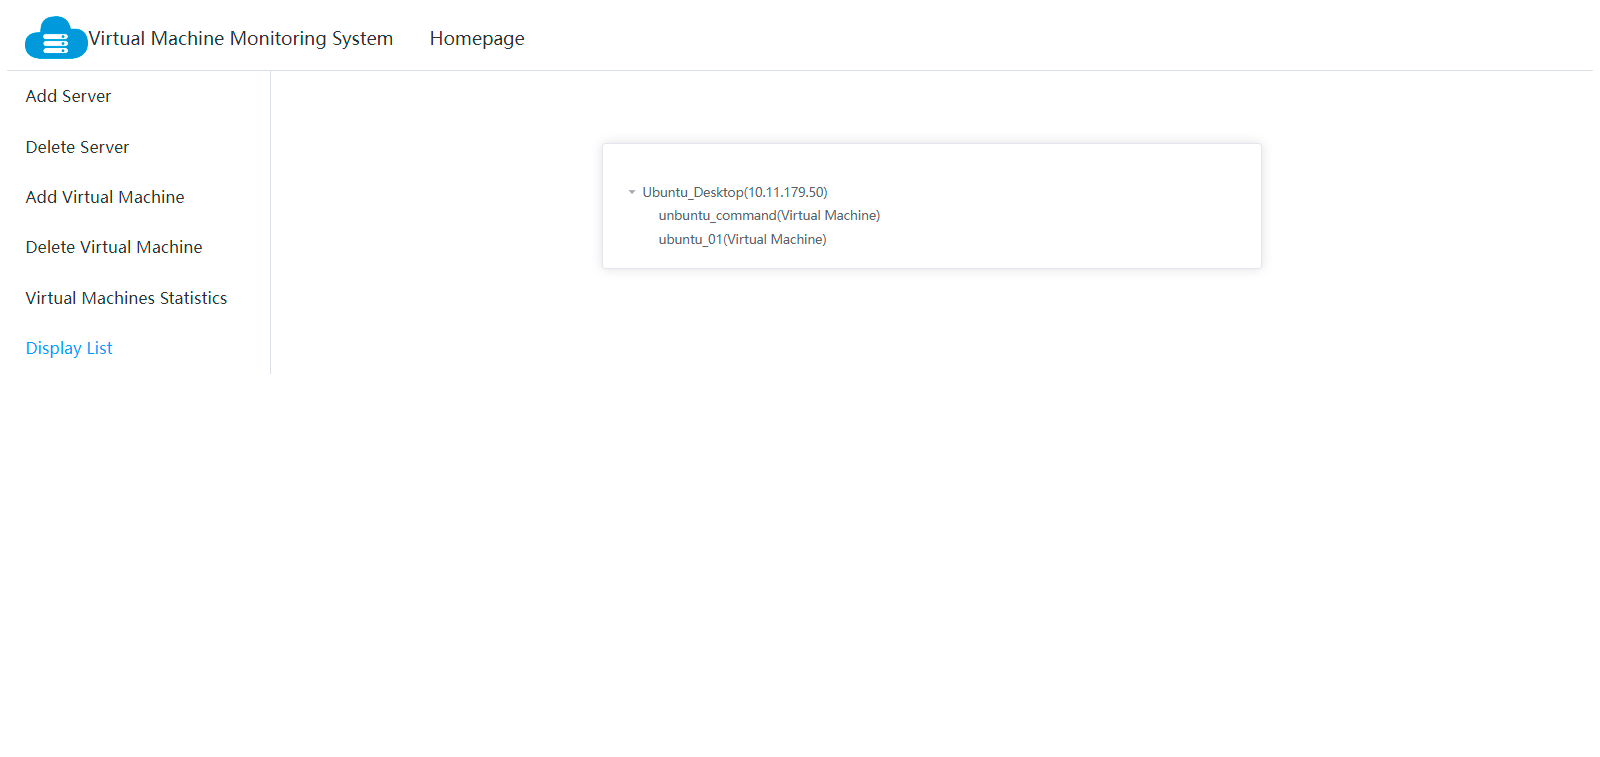 Virtual Machine Monitoring System Homepage
Add Server
Delete Server
Add Virtual Machine
Delete Virtual Machine
Virtual Machines Statistics
Display List
Ubuntu_Desktop(10.11.179.50)
unbuntu_command(Virtual Machine)
ubuntu_01(Virtual Machine)